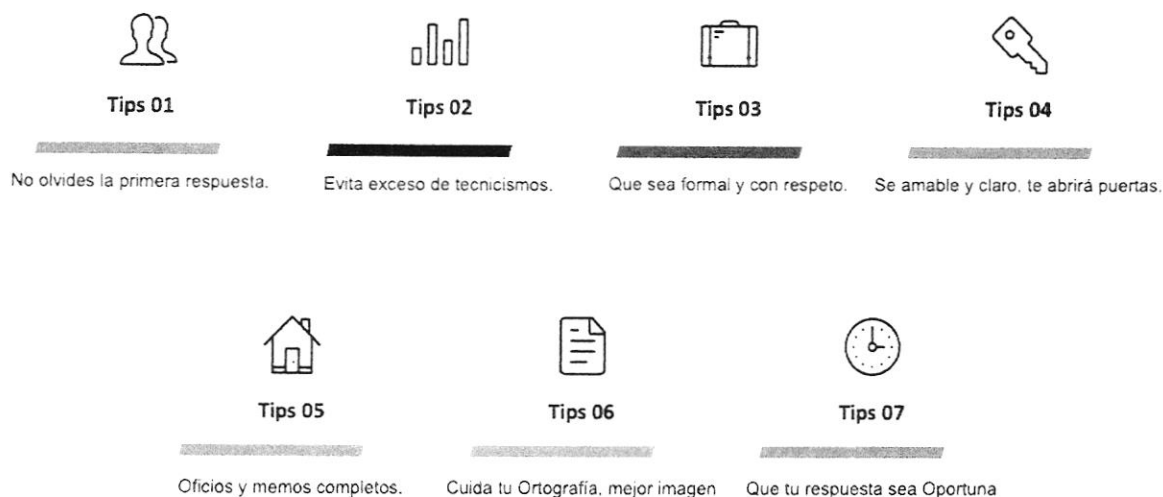 Tips 01
Tips 02
Tips 03
Tips 04
No olvides la primera respuesta.
Evita exceso de tecnicismos.
Que sea formal y con respeto.
Se amable y claro, te abrirá puertas.
Tips 05
Tips 06
Tips 07
Oficios y memos completos.
Cuida tu Ortografía, mejor imagen
Que tu respuesta sea Oportuna